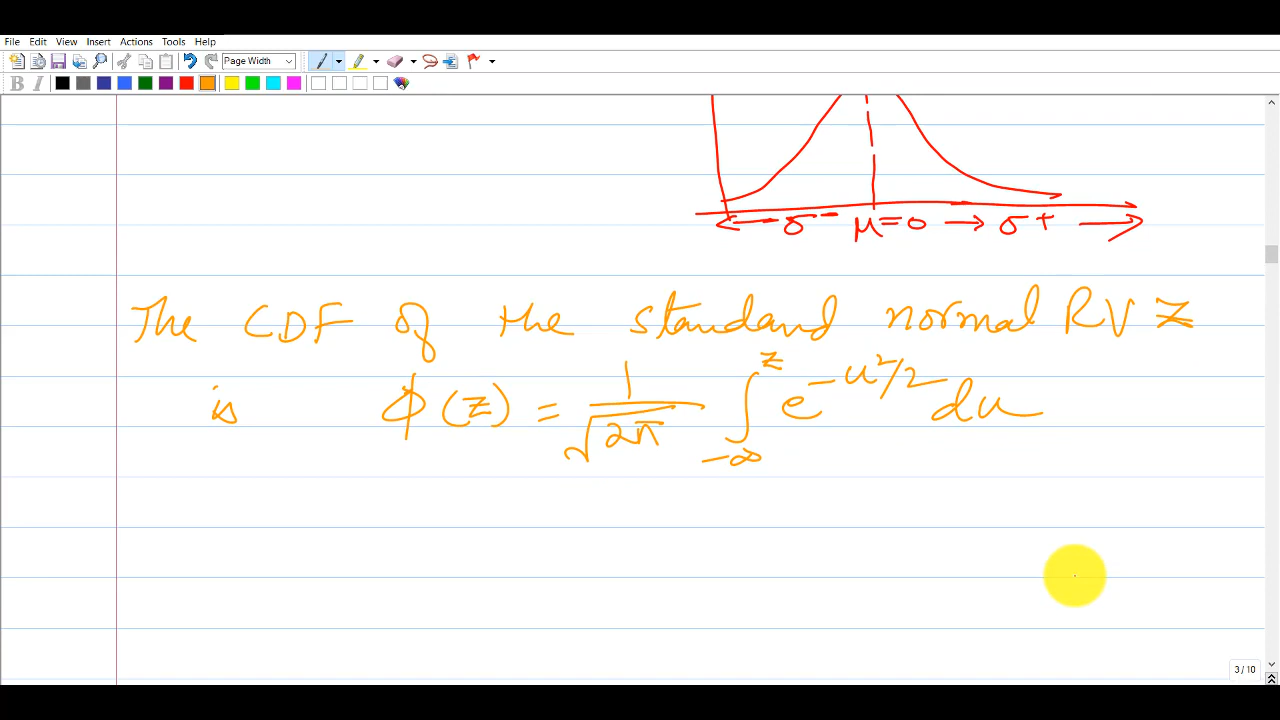 File Edit View Insert Actions Tools Help
Page Width
B I
← σ - μ=0 → σ + →
The CDF of the standard normal RV Z
is ϕ(z) = 1/√2π ∫_{-∞}^{z} e^{-u²/2} du
3 / 10